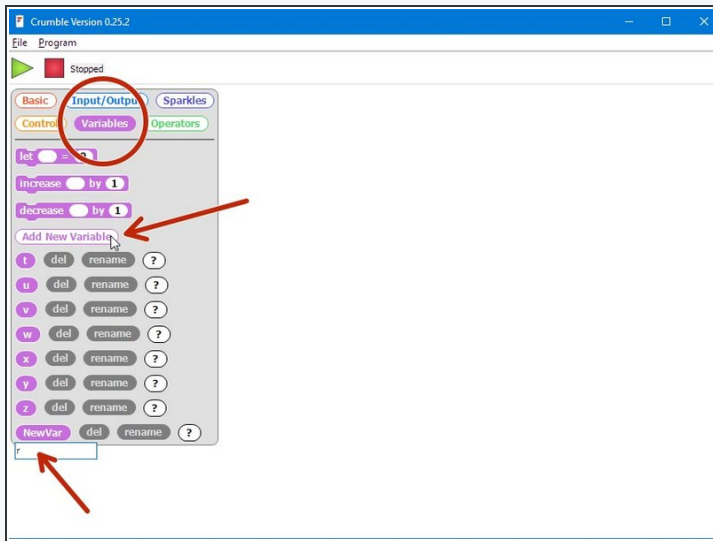 Crumble Version 0.25.2
File Program
Stopped
Basic Input/Output Sparkles
Control Variables Operators
let = 0
increase by 1
decrease by 1
Add New Variable
t del rename ?
u del rename ?
v del rename ?
w del rename ?
x del rename ?
y del rename ?
z del rename ?
NewVar del rename ?
r